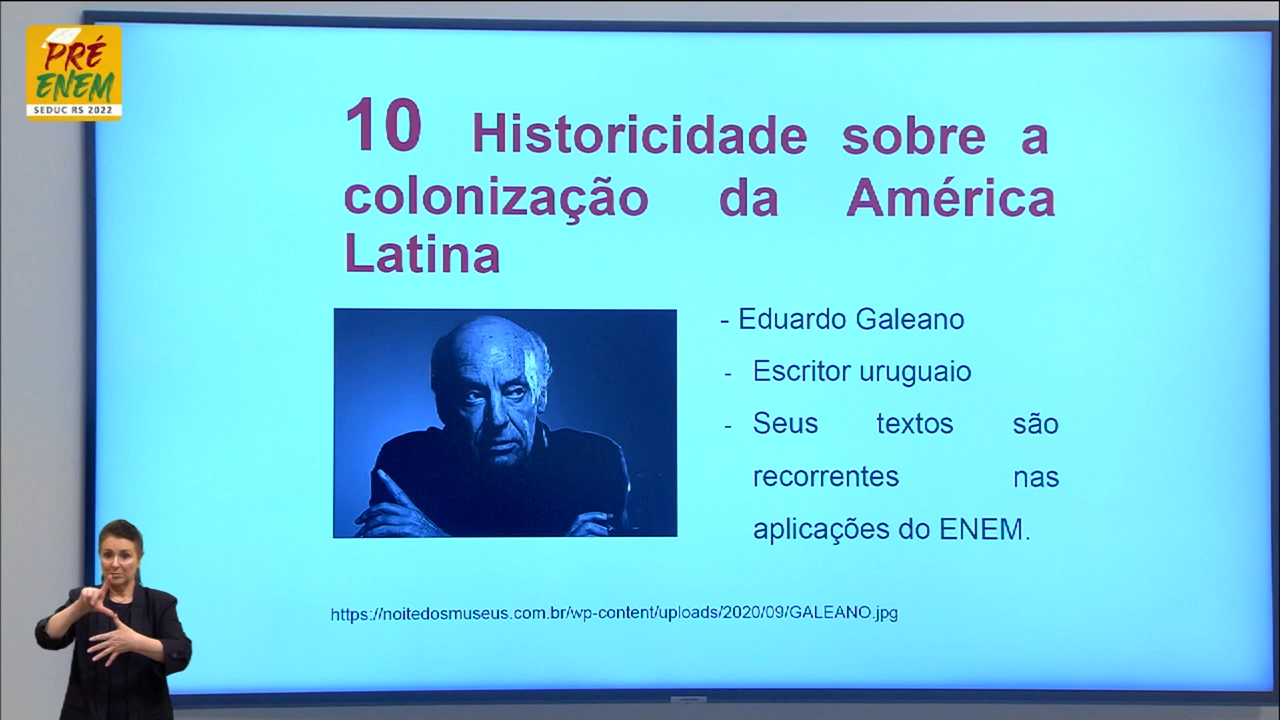 PRÉ
ENEM
SEDUC RS 2022
10 Historicidade sobre a
colonização da América
Latina
- Eduardo Galeano
- Escritor uruguaio
- Seus textos são
recorrentes nas
aplicações do ENEM.
https://noitedosmuseus.com.br/wp-content/uploads/2020/09/GALEANO.jpg